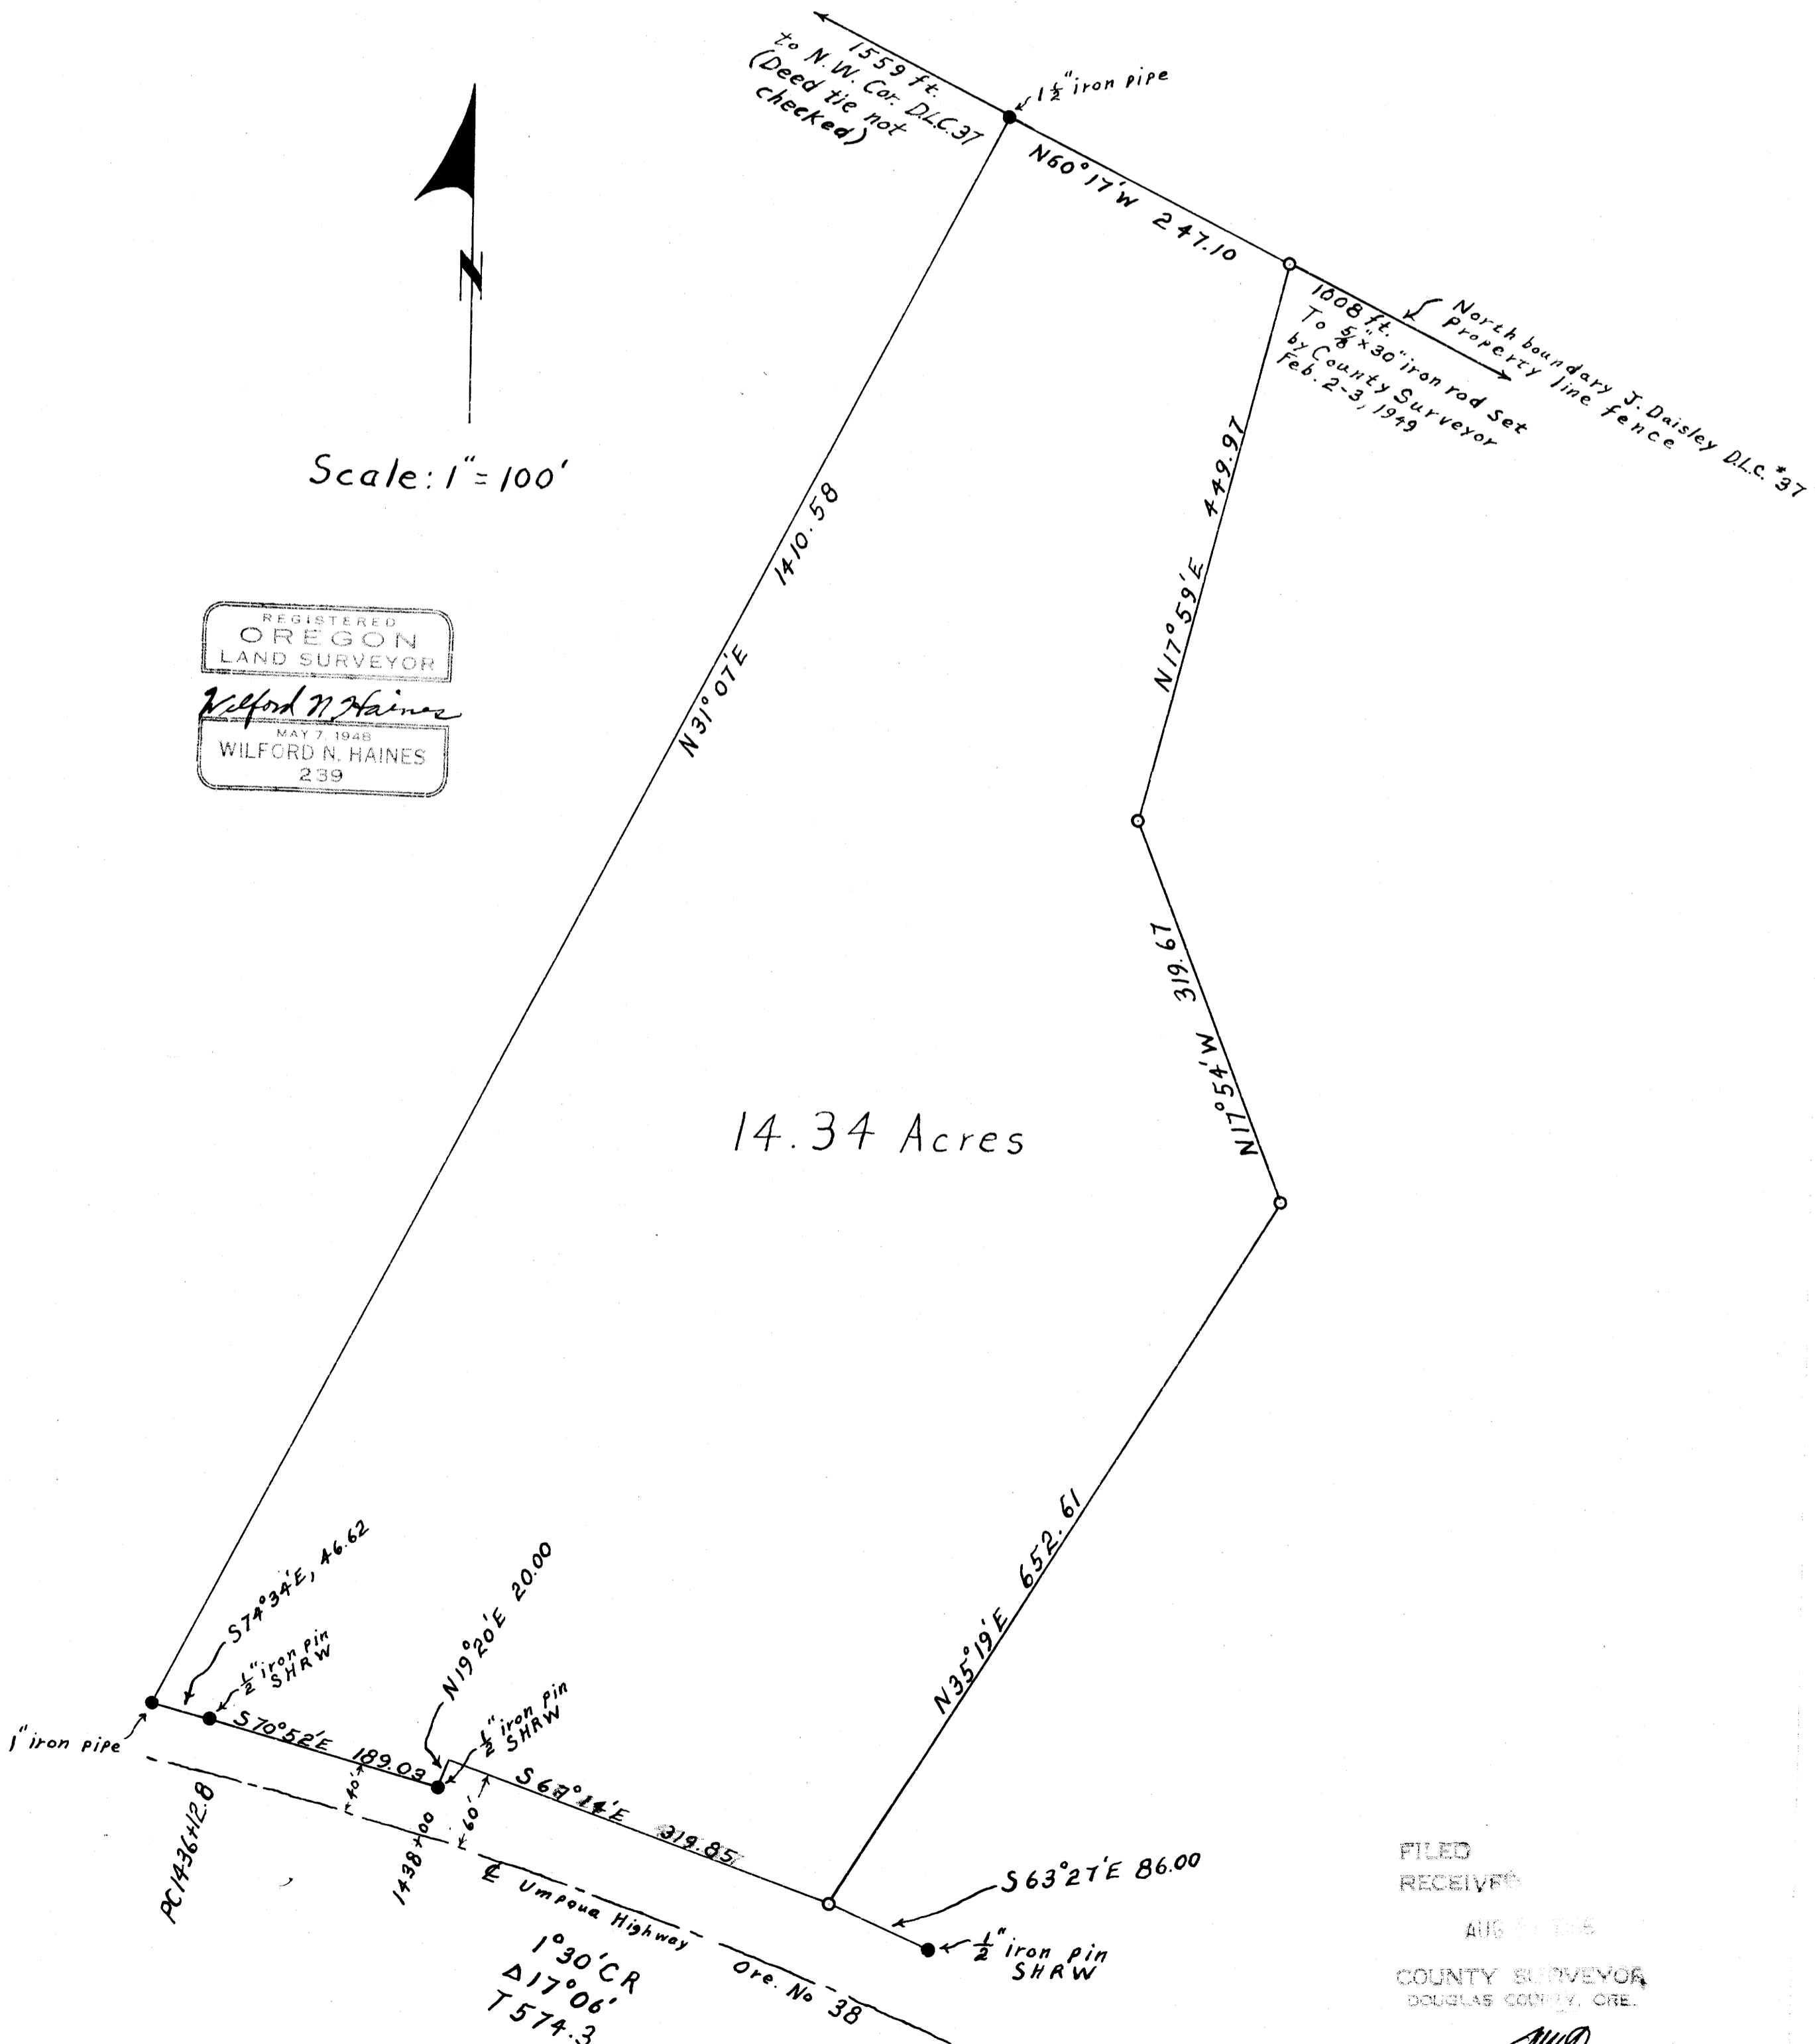 1559 ft.
to N.W. Cor. D.L.C. 37
(Deed tie not
checked)
1½" iron pipe
N60°17'W 247.10
1008 ft.
To ⅝"×30" iron rod set
by County Surveyor
Feb. 2-3, 1949
North boundary J. Daisley D.L.C. #37
Property line fence
N
Scale: 1" = 100'
REGISTERED
OREGON
LAND SURVEYOR
Wilford N. Haines
MAY 7, 1948
WILFORD N. HAINES
239
N31°07'E 1410.58
N17°59'E 449.97
N17°54'W 319.67
14.34 Acres
N35°19'E 652.61
S74°34'E, 46.62
½" iron pin
SHRW
N19°20'E 20.00
½" iron pin
SHRW
1" iron pipe
S70°52'E 189.03
40'
60'
319.85
PC1436+12.8
1438+00
℄ Umpqua Highway Ore. No 38
1°30' CR
Δ17°06'
T574.3
S63°27'E 86.00
½" iron pin
SHRW
FILED
RECEIVED
AUG
COUNTY SURVEYOR
DOUGLAS COUNTY, ORE.